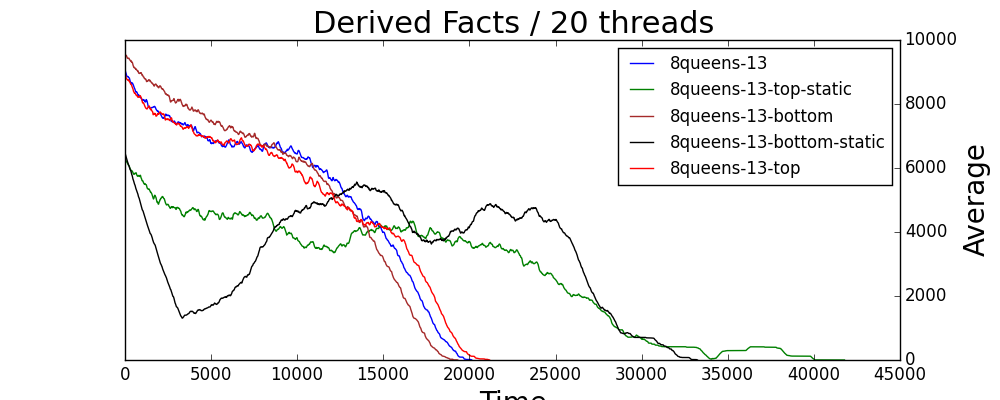 Derived Facts / 20 threads
8queens-13
8queens-13-top-static
8queens-13-bottom
8queens-13-bottom-static
8queens-13-top
10000
8000
6000
4000
2000
0
Average
0 5000 10000 15000 20000 25000 30000 35000 40000 45000
Time